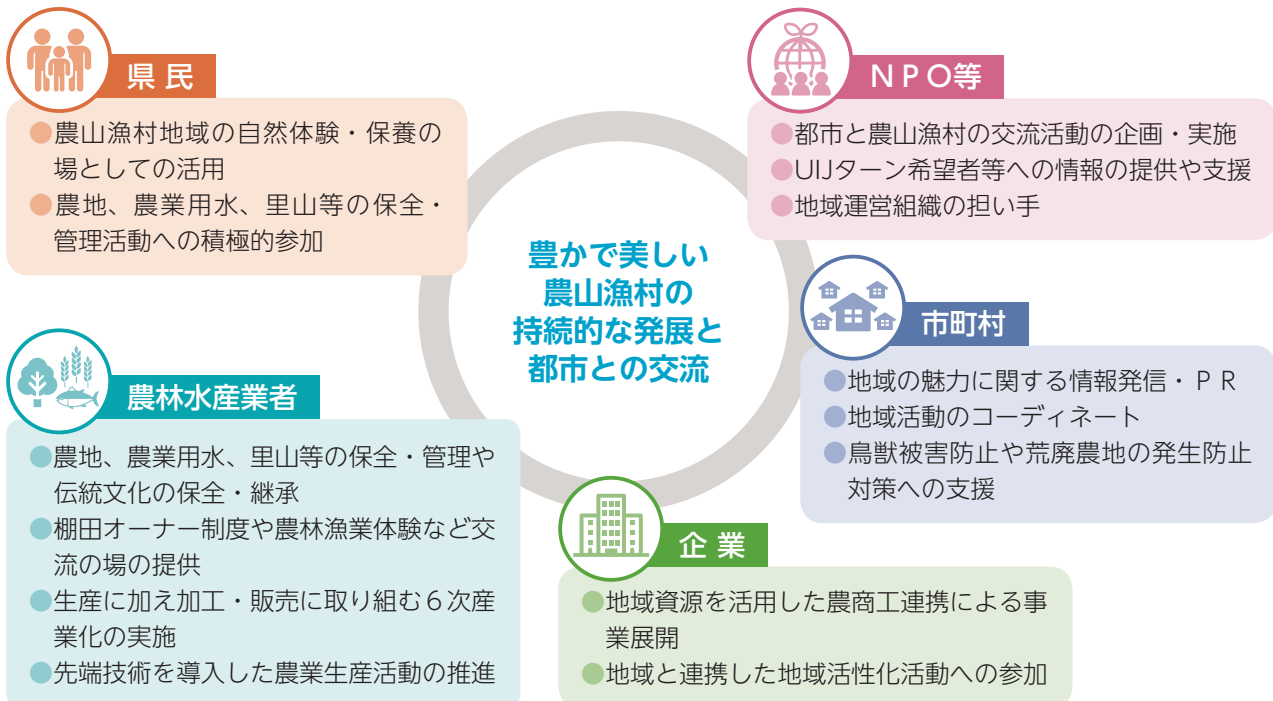 県民
●農山漁村地域の自然体験・保養の
場としての活用
●農地、農業用水、里山等の保全・
管理活動への積極的参加
ＮＰＯ等
●都市と農山漁村の交流活動の企画・実施
●UIJターン希望者等への情報の提供や支援
●地域運営組織の担い手
豊かで美しい
農山漁村の
持続的な発展と
都市との交流
市町村
●地域の魅力に関する情報発信・ＰＲ
●地域活動のコーディネート
●鳥獣被害防止や荒廃農地の発生防止
対策への支援
農林水産業者
●農地、農業用水、里山等の保全・管理や
伝統文化の保全・継承
●棚田オーナー制度や農林漁業体験など交
流の場の提供
●生産に加え加工・販売に取り組む６次産
業化の実施
●先端技術を導入した農業生産活動の推進
企業
●地域資源を活用した農商工連携による事
業展開
●地域と連携した地域活性化活動への参加